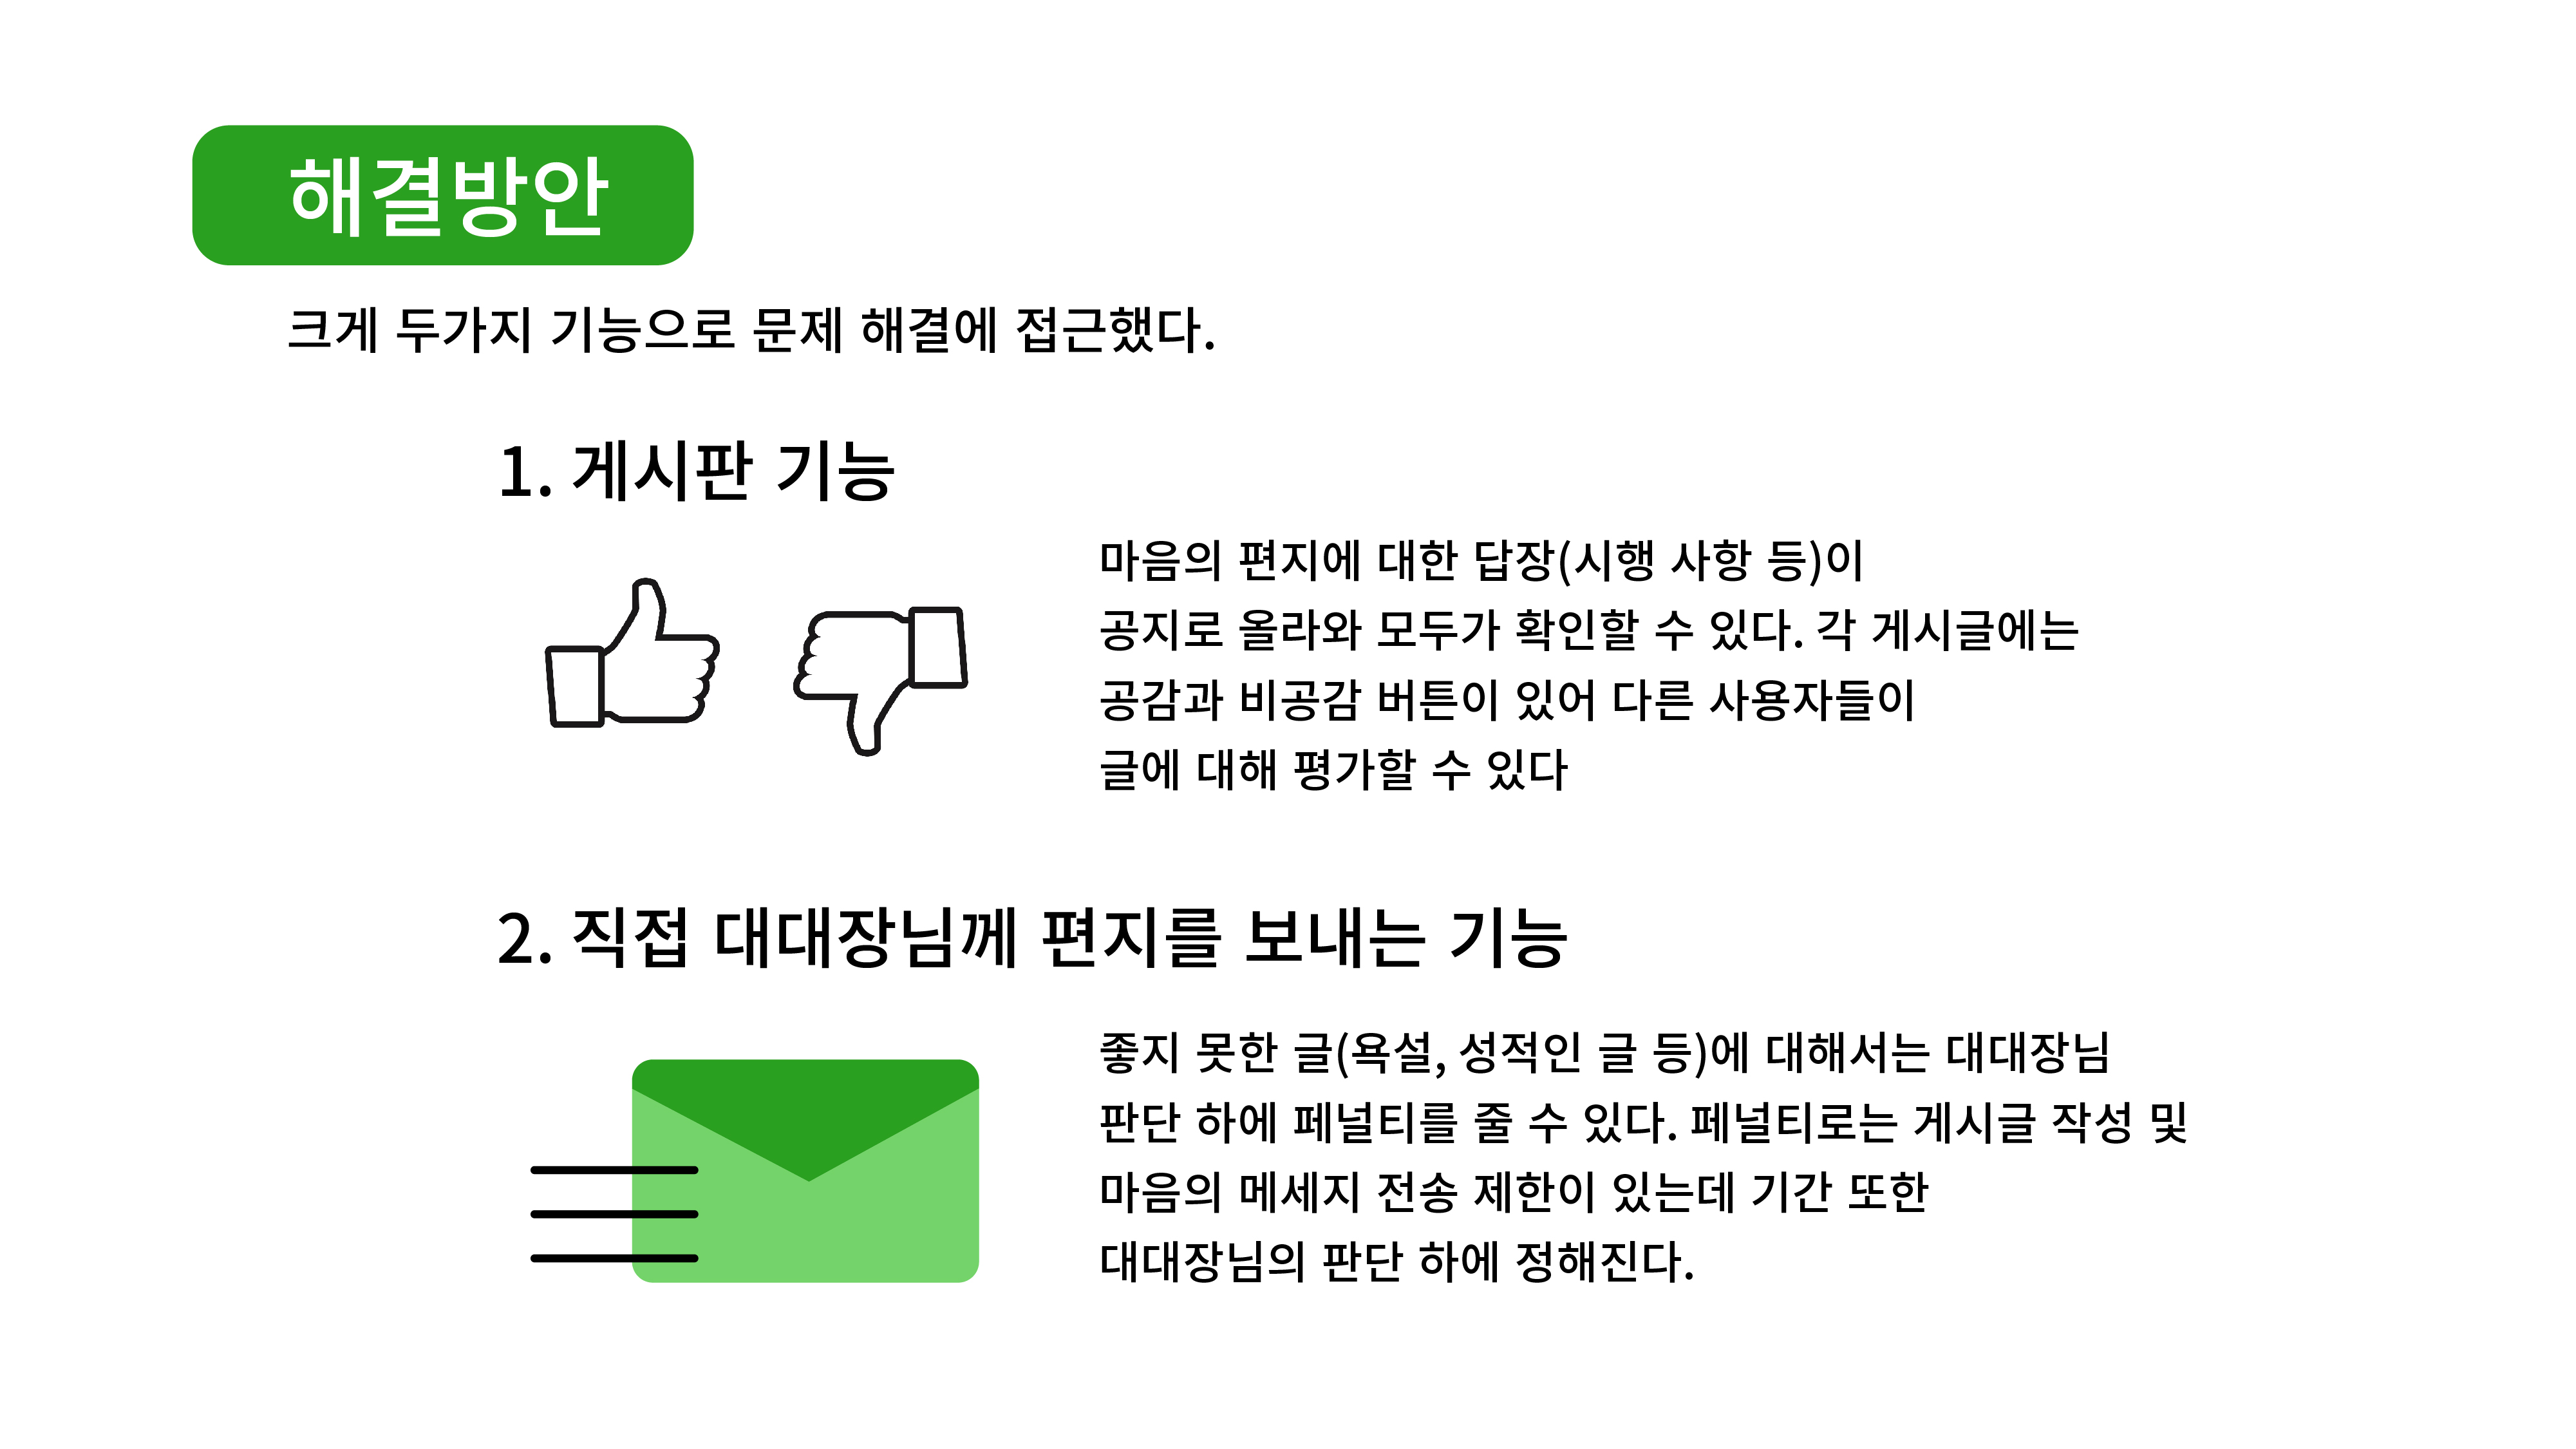 해결방안
크게 두가지 기능으로 문제 해결에 접근했다.
1. 게시판 기능
마음의 편지에 대한 답장(시행 사항 등)이
공지로 올라와 모두가 확인할 수 있다. 각 게시글에는
공감과 비공감 버튼이 있어 다른 사용자들이
글에 대해 평가할 수 있다
2. 직접 대대장님께 편지를 보내는 기능
좋지 못한 글(욕설, 성적인 글 등)에 대해서는 대대장님
판단 하에 페널티를 줄 수 있다. 페널티로는 게시글 작성 및
마음의 메세지 전송 제한이 있는데 기간 또한
대대장님의 판단 하에 정해진다.